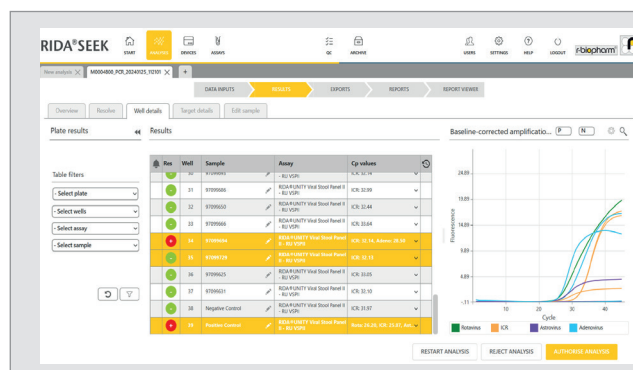 RIDA®SEEK
START
ANALYSIS
DEVICES
ASSAYS
QC
ARCHIVE
USERS
SETTINGS
HELP
LOGOUT
r-biopharm®
New analysis
M0004800_PCR_20240125_112101
+
DATA INPUTS
RESULTS
EXPORTS
REPORTS
REPORT VIEWER
Overview
Resolve
Well details
Target details
Edit sample
Plate results
Results
Baseline-corrected amplificatio...
P
N
Table filters
- Select plate
- Select wells
- Select assay
- Select sample
Res Well Sample Assay Cp values
- RU VSPII
31 97099686 RIDA®UNITY Viral Stool Panel II - RU VSPII ICR: 32.99
32 97099650 RIDA®UNITY Viral Stool Panel II - RU VSPII ICR: 32.44
33 97099666 RIDA®UNITY Viral Stool Panel II - RU VSPII ICR: 33.64
34 97099694 RIDA®UNITY Viral Stool Panel II - RU VSPII
35 RIDA®UNITY Viral Stool Panel II - RU VSPII
36 97099625 RIDA®UNITY Viral Stool Panel II - RU VSPII ICR: 33.05
37 97099631 RIDA®UNITY Viral Stool Panel II - RU VSPII ICR: 32.10
38 Negative Control RIDA®UNITY Viral Stool Panel II - RU VSPII ICR: 31.97
39 Positive Control RIDA®UNITY Viral Stool Panel II - RU VSPII
Fluorescence
24.89
19.89
14.89
9.89
4.89
-.11
10
20
30
40
Cycle
Rotavirus
ICR
Astrovirus
Adenovirus
RESTART ANALYSIS
REJECT ANALYSIS
AUTHORISE ANALYSIS